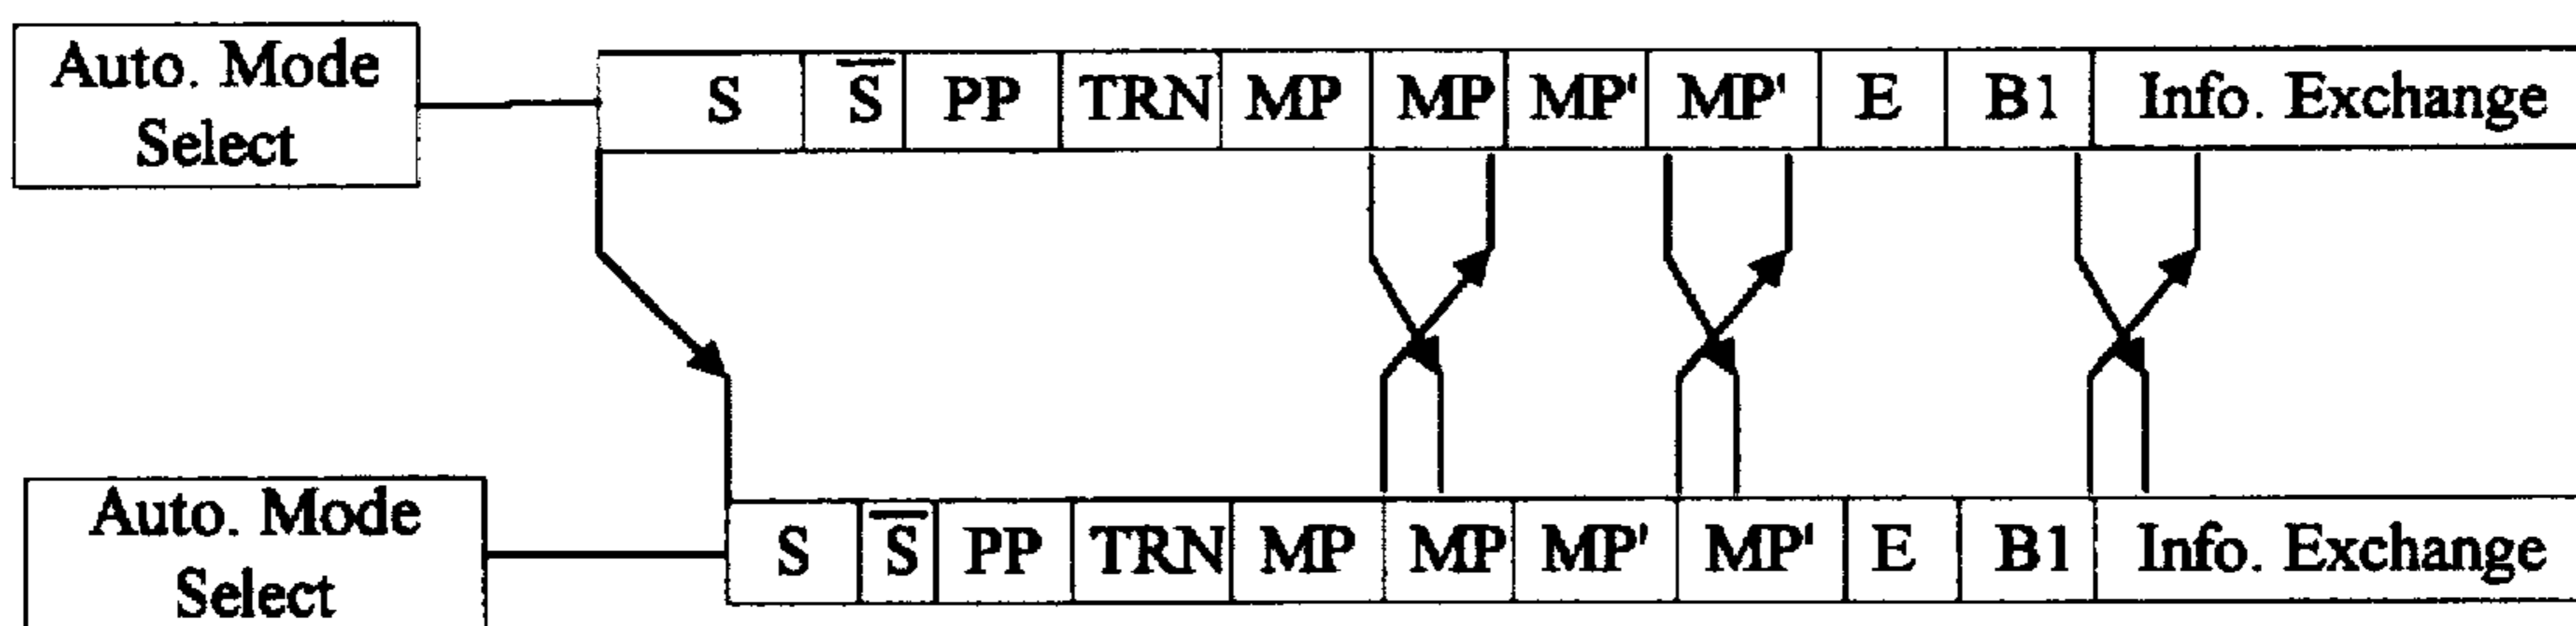 Auto. Mode
Select
S S̅ PP TRN MP MP MP' MP' E B1 Info. Exchange
Auto. Mode
Select
S S̅ PP TRN MP MP MP' MP' E B1 Info. Exchange